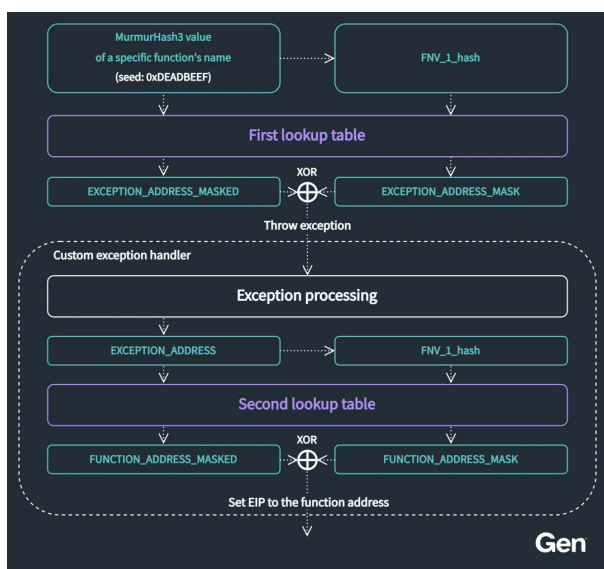 MurmurHash3 value
of a specific function's name
(seed: 0xDEADBEEF)
FNV_1_hash
First lookup table
XOR
EXCEPTION_ADDRESS_MASKED
EXCEPTION_ADDRESS_MASK
Throw exception
Custom exception handler
Exception processing
EXCEPTION_ADDRESS
FNV_1_hash
Second lookup table
XOR
FUNCTION_ADDRESS_MASKED
FUNCTION_ADDRESS_MASK
Set EIP to the function address
Gen